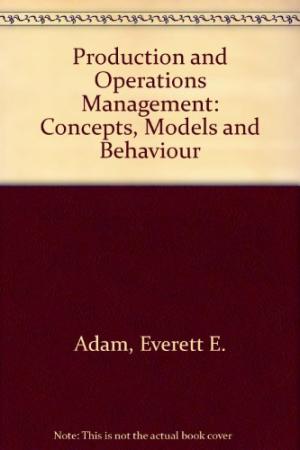 Production and
Operations
Management:
Concepts, Models and
Behaviour
Adam, Everett E.
Note: This is not the actual book cover